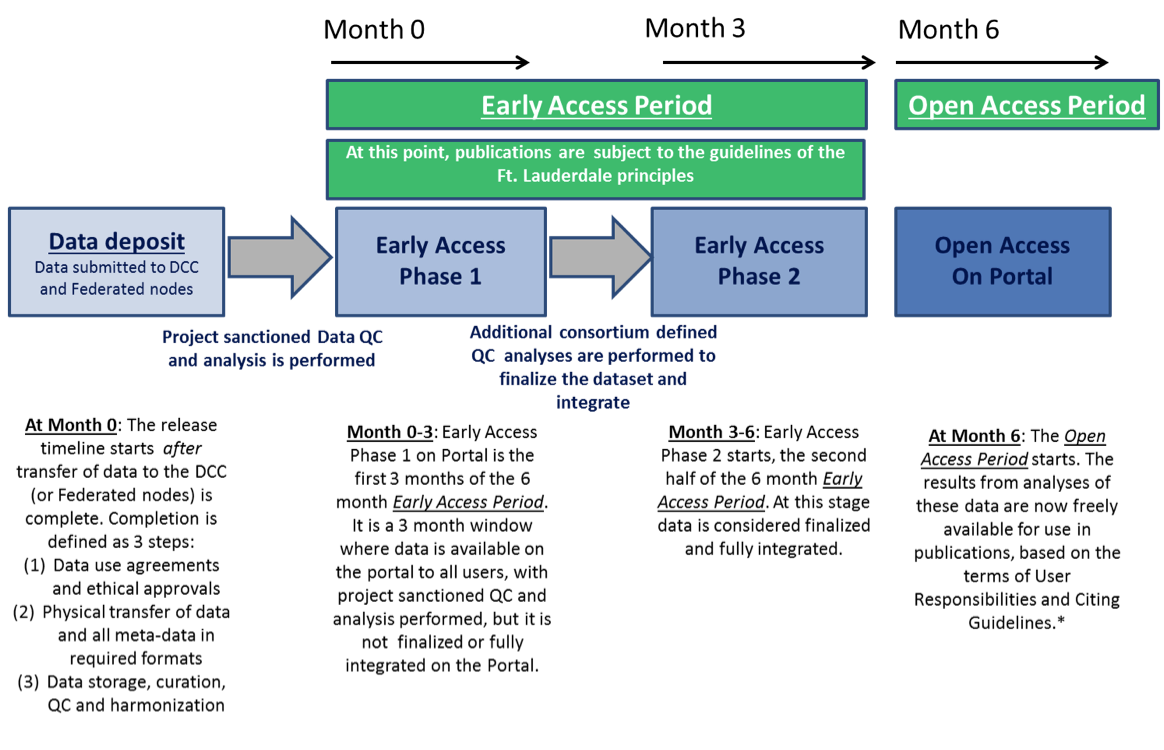 Month 0
Month 3
Month 6
Early Access Period
Open Access Period
At this point, publications are subject to the guidelines of the
Ft. Lauderdale principles
Data deposit
Data submitted to DCC
and Federated nodes
Early Access
Phase 1
Early Access
Phase 2
Open Access
On Portal
Project sanctioned Data QC
and analysis is performed
Additional consortium defined
QC analyses are performed to
finalize the dataset and
integrate
At Month 0: The release
timeline starts after
transfer of data to the DCC
(or Federated nodes) is
complete. Completion is
defined as 3 steps:
(1) Data use agreements
and ethical approvals
(2) Physical transfer of data
and all meta-data in
required formats
(3) Data storage, curation,
QC and harmonization
Month 0-3: Early Access
Phase 1 on Portal is the
first 3 months of the 6
month Early Access Period.
It is a 3 month window
where data is available on
the portal to all users, with
project sanctioned QC and
analysis performed, but it is
not finalized or fully
integrated on the Portal.
Month 3-6: Early Access
Phase 2 starts, the second
half of the 6 month Early
Access Period. At this stage
data is considered finalized
and fully integrated.
At Month 6: The Open
Access Period starts. The
results from analyses of
these data are now freely
available for use in
publications, based on the
terms of User
Responsibilities and Citing
Guidelines.*